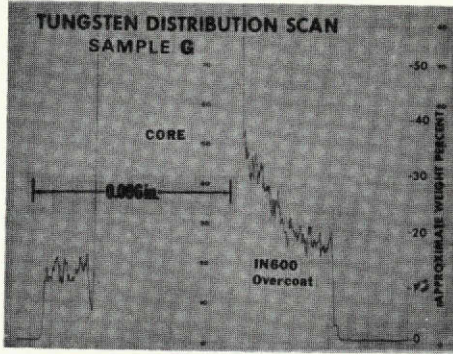 TUNGSTEN DISTRIBUTION SCAN
SAMPLE G
-50
CORE
-40
-30
0.006in.
-20
IN600
Overcoat
-0
APPROXIMATE WEIGHT PERCENT